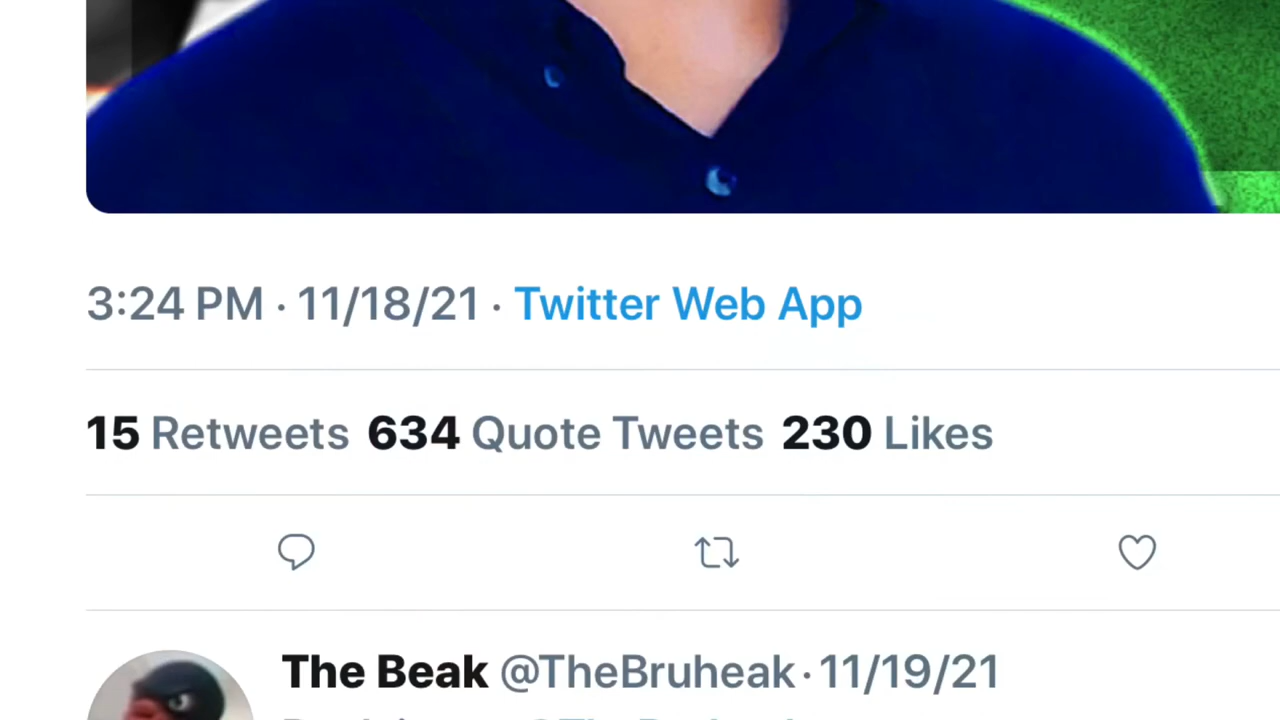 3:24 PM · 11/18/21 · Twitter Web App
15 Retweets 634 Quote Tweets 230 Likes
The Beak @TheBruheak · 11/19/21